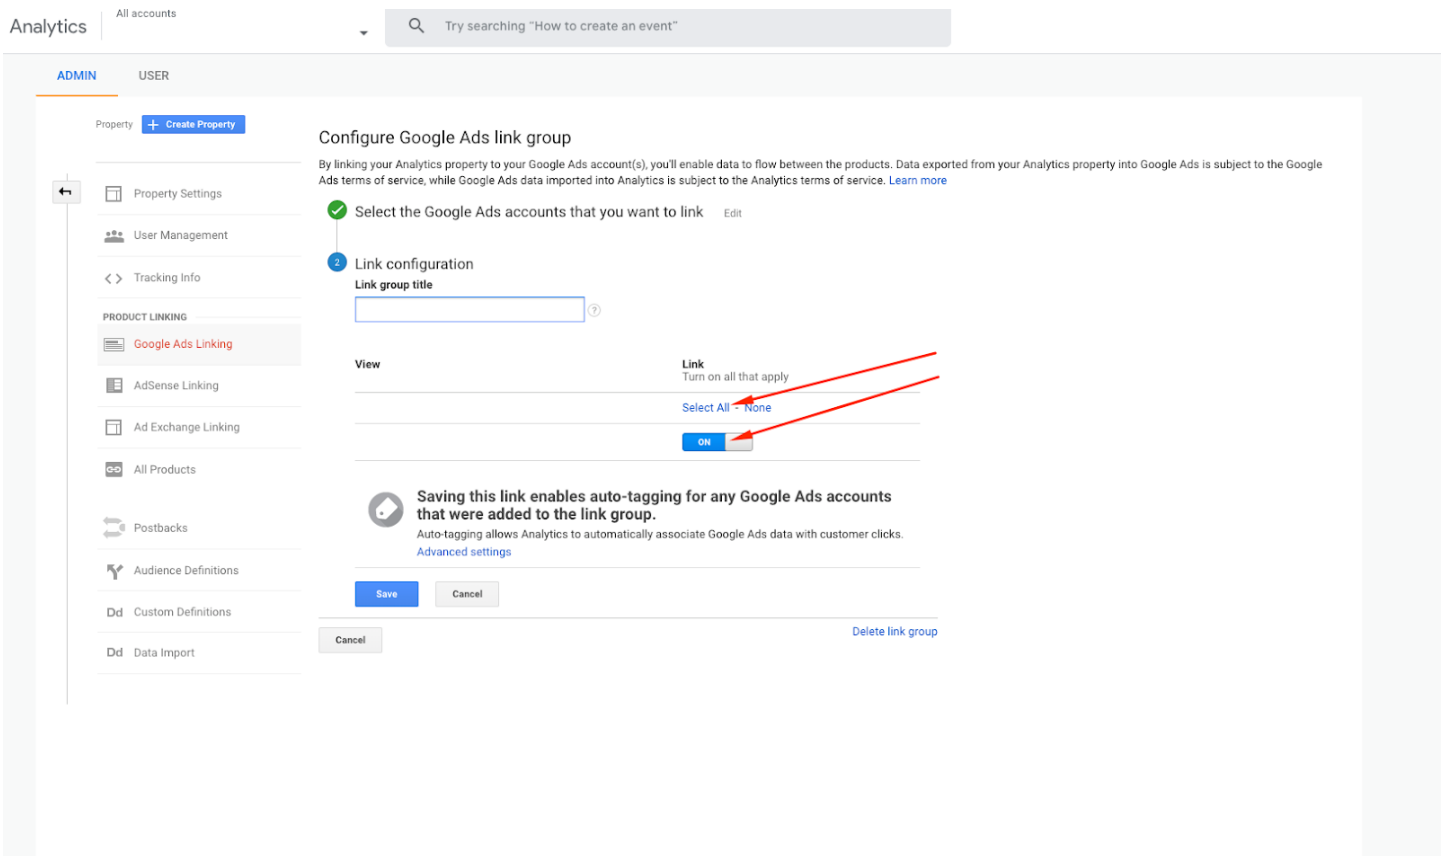 Analytics
All accounts
Try searching “How to create an event”
ADMIN
USER
Property
+ Create Property
Property Settings
User Management
Tracking Info
PRODUCT LINKING
Google Ads Linking
AdSense Linking
Ad Exchange Linking
All Products
Postbacks
Audience Definitions
Dd Custom Definitions
Dd Data Import
Configure Google Ads link group
By linking your Analytics property to your Google Ads account(s), you'll enable data to flow between the products. Data exported from your Analytics property into Google Ads is subject to the Google
Ads terms of service, while Google Ads data imported into Analytics is subject to the Analytics terms of service. Learn more
Select the Google Ads accounts that you want to link Edit
2 Link configuration
Link group title
?
View
Link
Turn on all that apply
Select All - None
ON
Saving this link enables auto-tagging for any Google Ads accounts
that were added to the link group.
Auto-tagging allows Analytics to automatically associate Google Ads data with customer clicks.
Advanced settings
Save
Cancel
Delete link group
Cancel